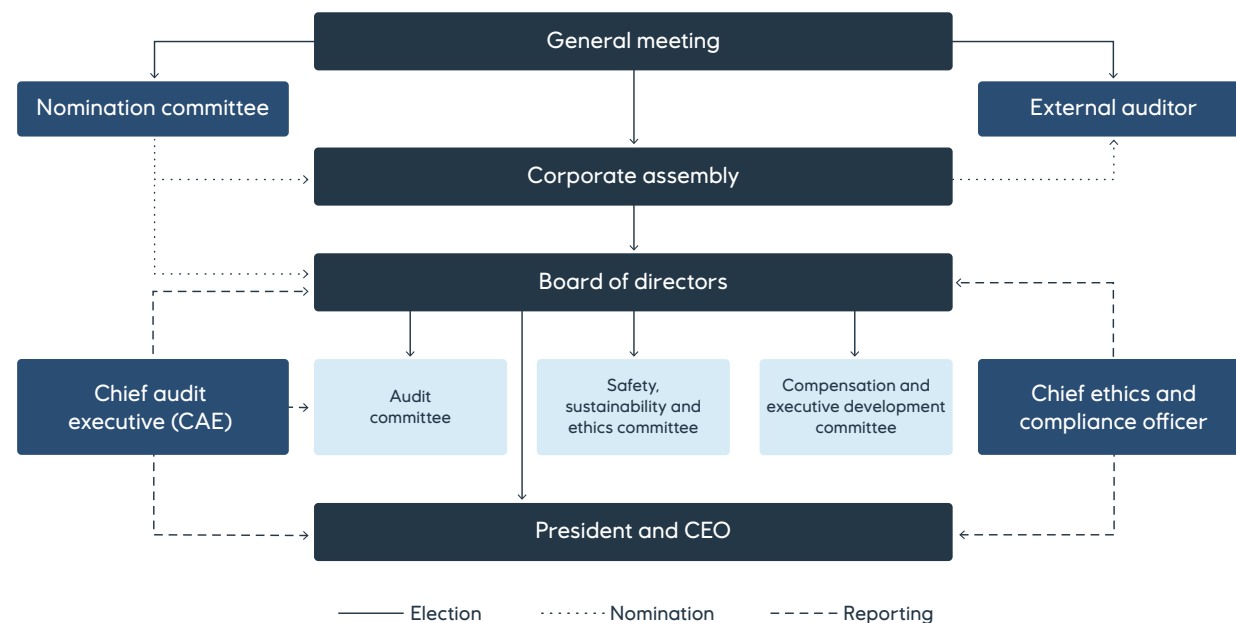 General meeting
Nomination committee
External auditor
Corporate assembly
Board of directors
Chief audit
executive (CAE)
Audit
committee
Safety,
sustainability and
ethics committee
Compensation and
executive development
committee
Chief ethics and
compliance officer
President and CEO
Election
Nomination
Reporting